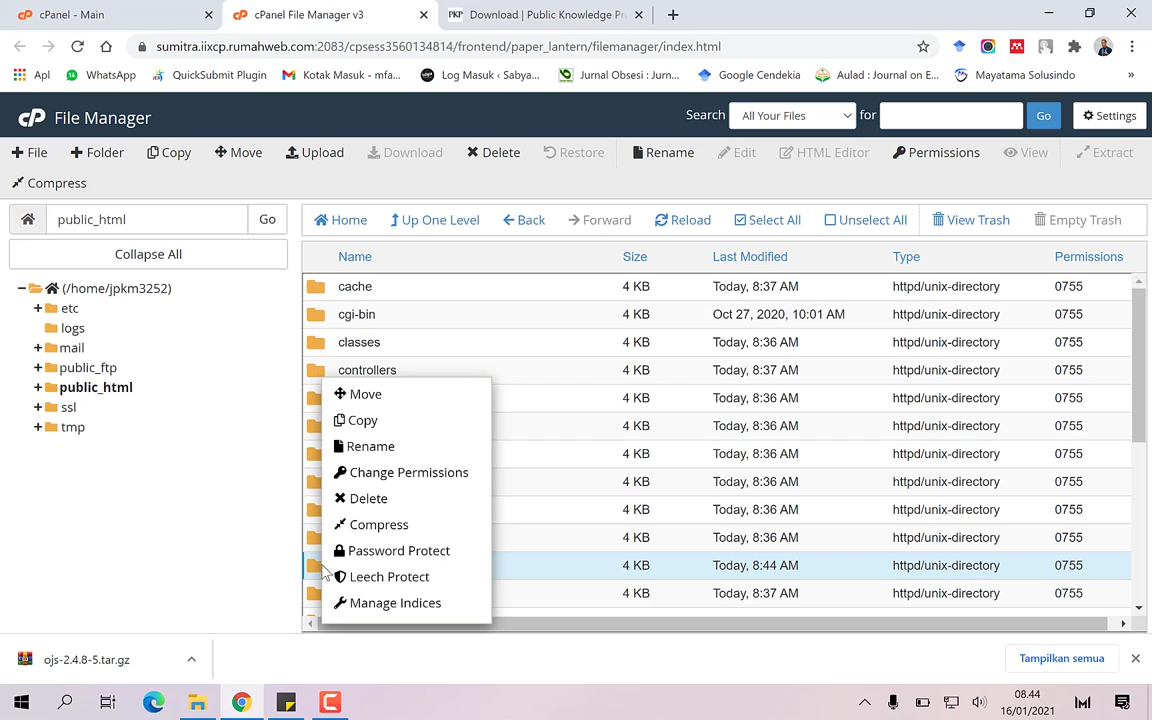 cPanel - Main
cPanel File Manager v3
PKP Download | Public Knowledge Pr
sumitra.iixcp.rumahweb.com:2083/cpsess3560134814/frontend/paper_lantern/filemanager/index.html
Apl WhatsApp QuickSubmit Plugin Kotak Masuk - mfa... Log Masuk ‹ Sabya... Jurnal Obsesi : Jurn... Google Cendekia Aulad : Journal on E... Mayatama Solusindo »
cP File Manager
Search All Your Files for Go Settings
File Folder Copy Move Upload Download Delete Restore Rename Edit HTML Editor Permissions View Extract
Compress
public_html Go
Home Up One Level Back Forward Reload Select All Unselect All View Trash Empty Trash
Collapse All
(/home/jpkm3252)
etc
logs
mail
public_ftp
public_html
ssl
tmp
Name Size Last Modified Type Permissions
cache 4 KB Today, 8:37 AM httpd/unix-directory 0755
cgi-bin 4 KB Oct 27, 2020, 10:01 AM httpd/unix-directory 0755
classes 4 KB Today, 8:36 AM httpd/unix-directory 0755
controllers 4 KB Today, 8:37 AM httpd/unix-directory 0755
4 KB Today, 8:36 AM httpd/unix-directory 0755
4 KB Today, 8:36 AM httpd/unix-directory 0755
4 KB Today, 8:37 AM httpd/unix-directory 0755
4 KB Today, 8:36 AM httpd/unix-directory 0755
4 KB Today, 8:36 AM httpd/unix-directory 0755
4 KB Today, 8:36 AM httpd/unix-directory 0755
4 KB Today, 8:44 AM httpd/unix-directory 0755
4 KB Today, 8:37 AM httpd/unix-directory 0755
Move
Copy
Rename
Change Permissions
Delete
Compress
Password Protect
Leech Protect
Manage Indices
ojs-2.4.8-5.tar.gz
Tampilkan semua
08.44
16/01/2021